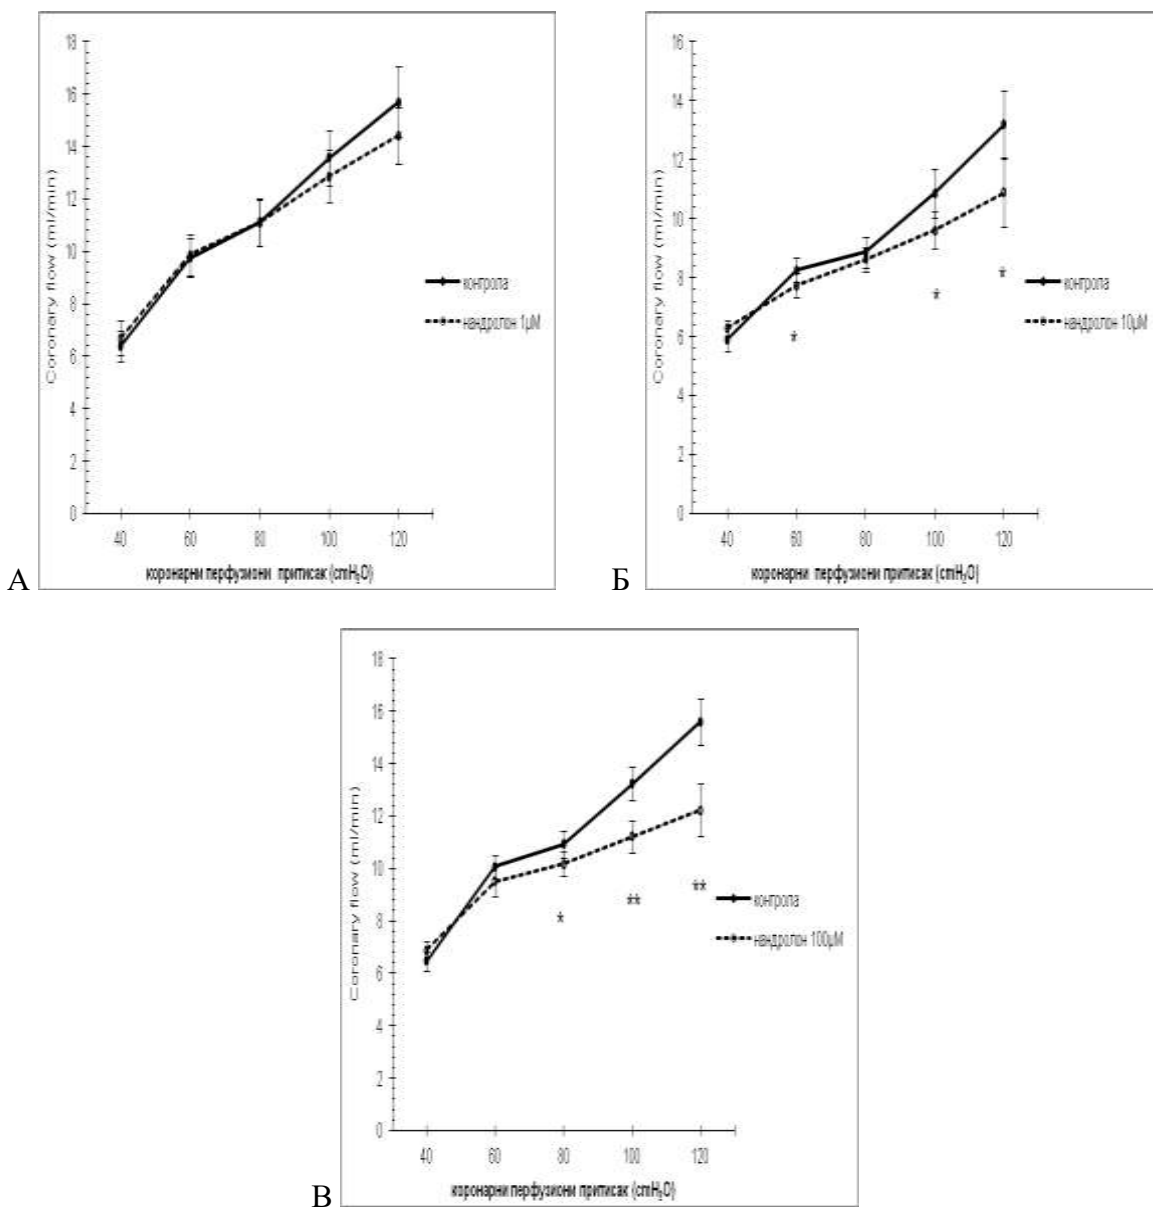 18
16
14
12
10
8
6
4
2
0
Coronary flow (ml/min)
40 60 80 100 120
коронарни перфузиони притисак (cmH₂O)
контрола
нандролон 1μM
А
16
14
12
10
8
6
4
2
0
Coronary flow (ml/min)
* * *
40 60 80 100 120
коронарни перфузиони притисак (cmH₂O)
контрола
нандролон 10μM
Б
18
16
14
12
10
8
6
4
2
0
Coronary flow (ml/min)
* ** **
40 60 80 100 120
коронарни перфузиони притисак (cmH₂O)
контрола
нандролон 100μM
В